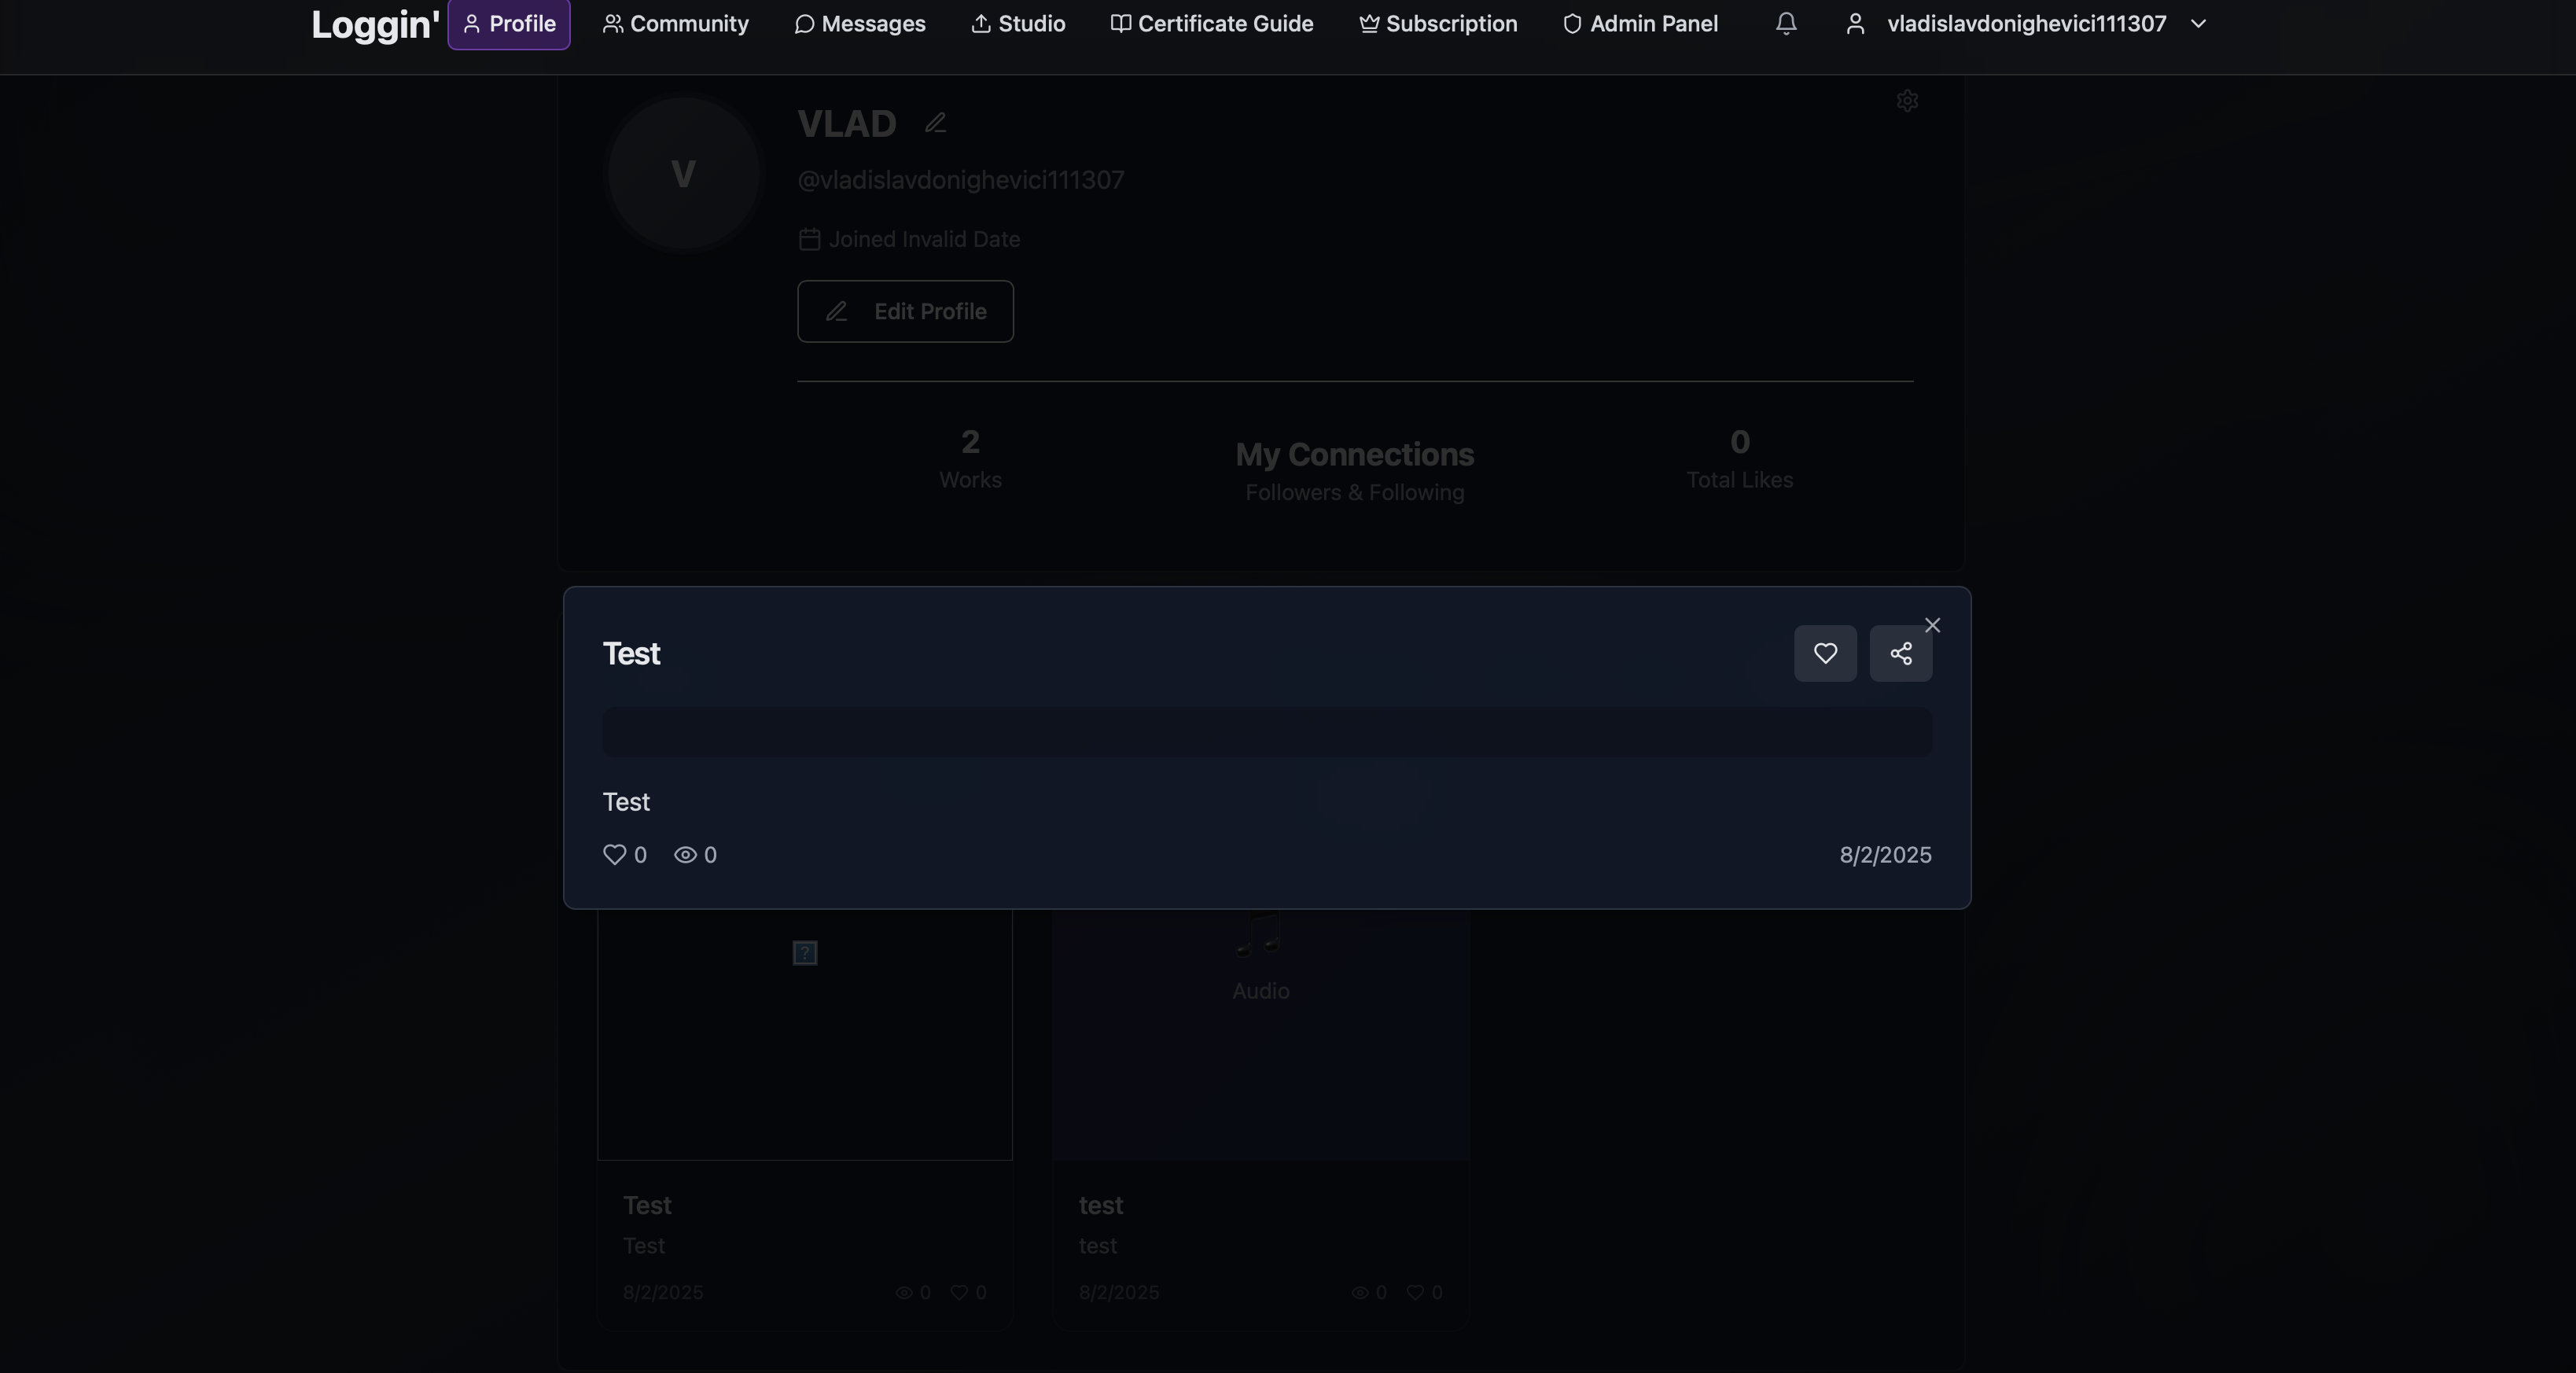 Loggin' Profile Community Messages Studio Certificate Guide Subscription Admin Panel vladislavdonighevici111307
V
VLAD
@vladislavdonighevici111307
Joined Invalid Date
Edit Profile
2
Works
My Connections
Followers & Following
0
Total Likes
Test
Test
0 0 8/2/2025
?
Audio
Test
Test
8/2/2025 0 0
test
test
8/2/2025 0 0